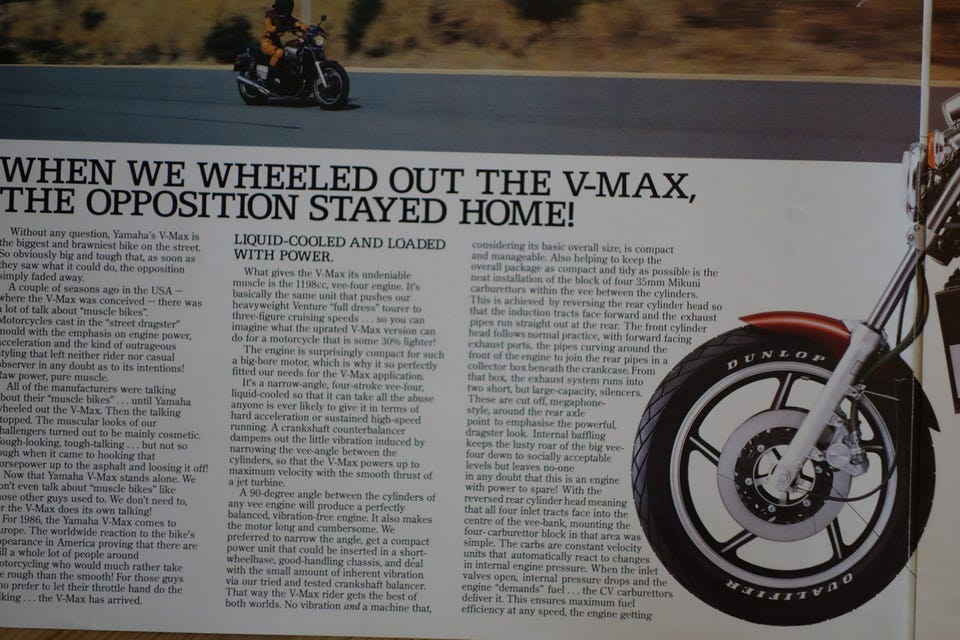 WHEN WE WHEELED OUT THE V-MAX,
THE OPPOSITION STAYED HOME!
Without any question, Yamaha's V-Max is
the biggest and brawniest bike on the street.
So obviously big and tough that, as soon as
they saw what it could do, the opposition
simply faded away.
A couple of seasons ago in the USA —
where the V-Max was conceived — there was
a lot of talk about "muscle bikes".
Motorcycles cast in the "street dragster"
mould with the emphasis on engine power,
acceleration and the kind of outrageous
styling that left neither rider nor casual
observer in any doubt as to its intentions!
Raw power, pure muscle.
All of the manufacturers were talking
about their "muscle bikes" . . . until Yamaha
wheeled out the V-Max. Then the talking
stopped. The muscular looks of our
challengers turned out to be mainly cosmetic.
Tough-looking, tough-talking . . . but not so
tough when it came to hooking that
horsepower up to the asphalt and loosing it off!
Now that Yamaha V-Max stands alone. We
on't even talk about "muscle bikes" like
ose other guys used to. We don't need to,
r the V-Max does its own talking!
For 1986, the Yamaha V-Max comes to
urope. The worldwide reaction to the bike's
pearance in America proving that there are
ll a whole lot of people around
otorcycling who would much rather take
e rough than the smooth! For those guys
ho prefer to let their throttle hand do the
lking . . . the V-Max has arrived.
LIQUID-COOLED AND LOADED
WITH POWER.
What gives the V-Max its undeniable
muscle is the 1198cc, vee-four engine. It's
basically the same unit that pushes our
heavyweight Venture "full dress" tourer to
three-figure cruising speeds . . . so you can
imagine what the uprated V-Max version can
do for a motorcycle that is some 30% lighter!
The engine is surprisingly compact for such
a big-bore motor, which is why it so perfectly
fitted our needs for the V-Max application.
It's a narrow-angle, four-stroke vee-four,
liquid-cooled so that it can take all the abuse
anyone is ever likely to give it in terms of
hard acceleration or sustained high-speed
running. A crankshaft counterbalancer
dampens out the little vibration induced by
narrowing the vee-angle between the
cylinders, so that the V-Max powers up to
maximum velocity with the smooth thrust of
a jet turbine.
A 90-degree angle between the cylinders of
any vee engine will produce a perfectly
balanced, vibration-free engine. It also makes
the motor long and cumbersome. We
preferred to narrow the angle, get a compact
power unit that could be inserted in a short-
wheelbase, good-handling chassis, and deal
with the small amount of inherent vibration
via our tried and tested crankshaft balancer.
That way the V-Max rider gets the best of
both worlds. No vibration and a machine that,
considering its basic overall size, is compact
and manageable. Also helping to keep the
overall package as compact and tidy as possible is the
neat installation of the block of four 35mm Mikuni
carburettors within the vee between the cylinders.
This is achieved by reversing the rear cylinder head so
that the induction tracts face forward and the exhaust
pipes run straight out at the rear. The front cylinder
head follows normal practice, with forward facing
exhaust ports, the pipes curving around the
front of the engine to join the rear pipes in a
collector box beneath the crankcase. From
that box, the exhaust system runs into
two short, but large-capacity, silencers.
These are cut off, megaphone-
style, around the rear axle
point to emphasise the powerful,
dragster look. Internal baffling
keeps the lusty roar of the big vee-
four down to socially acceptable
levels but leaves no-one
in any doubt that this is an engine
with power to spare! With the
reversed rear cylinder head meaning
that all four inlet tracts face into the
centre of the vee-bank, mounting the
four- carburettor block in that area was
simple. The carbs are constant velocity
units that automatically react to changes
in internal engine pressure. When the inlet
valves open, internal pressure drops and the
engine "demands" fuel . . . the CV carburettors
deliver it. This ensures maximum fuel
efficiency at any speed, the engine getting
DUNLOP
QUALIFIER